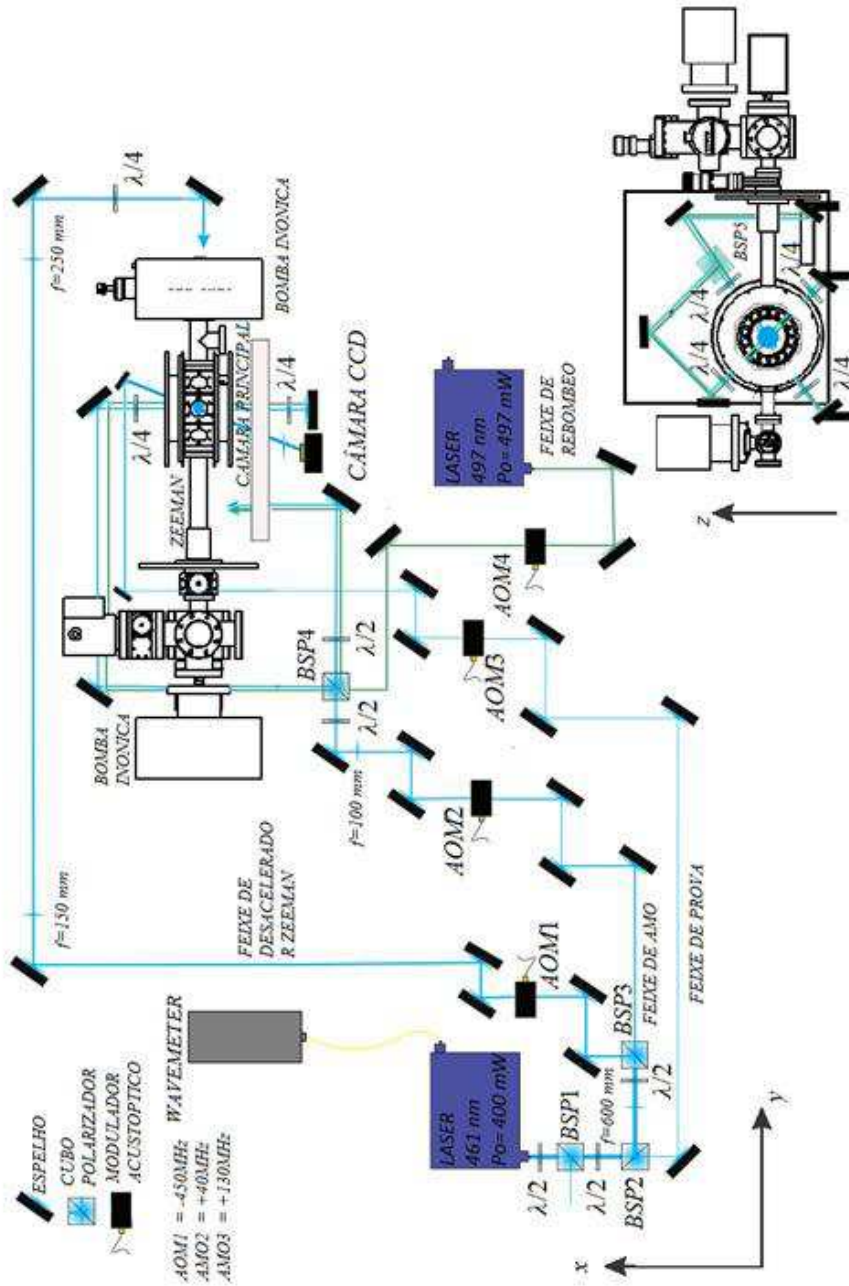 ESPELHO
CUBO
POLARIZADOR
MODULADOR
ACUSTOPTICO
AOM1 = -450MHz
AMO2 = +40MHz
AMO3 = +130MHz
WAVEMETER
LASER
461 nm
Po= 400 mW
λ/2
BSP1
λ/2
BSP2
f=600 mm
λ/2
BSP3
FEIXE DE AMO
FEIXE DE PROVA
AOM1
FEIXE DE
DESACELERADO
R ZEEMAN
f=150 mm
f=250 mm
λ/4
BOMBA
INONICA
ZEEMAN
BOMBA INONICA
CAMARA PRINCIPAL
λ/4
λ/4
CÂMARA CCD
f=100 mm
λ/2
BSP4
λ/2
AOM2
AOM3
AOM4
LASER
497 nm
Po= 497 mW
FEIXE DE
REBOMBEO
λ/4
λ/4
BSP5
λ/4
λ/4
x
y
z